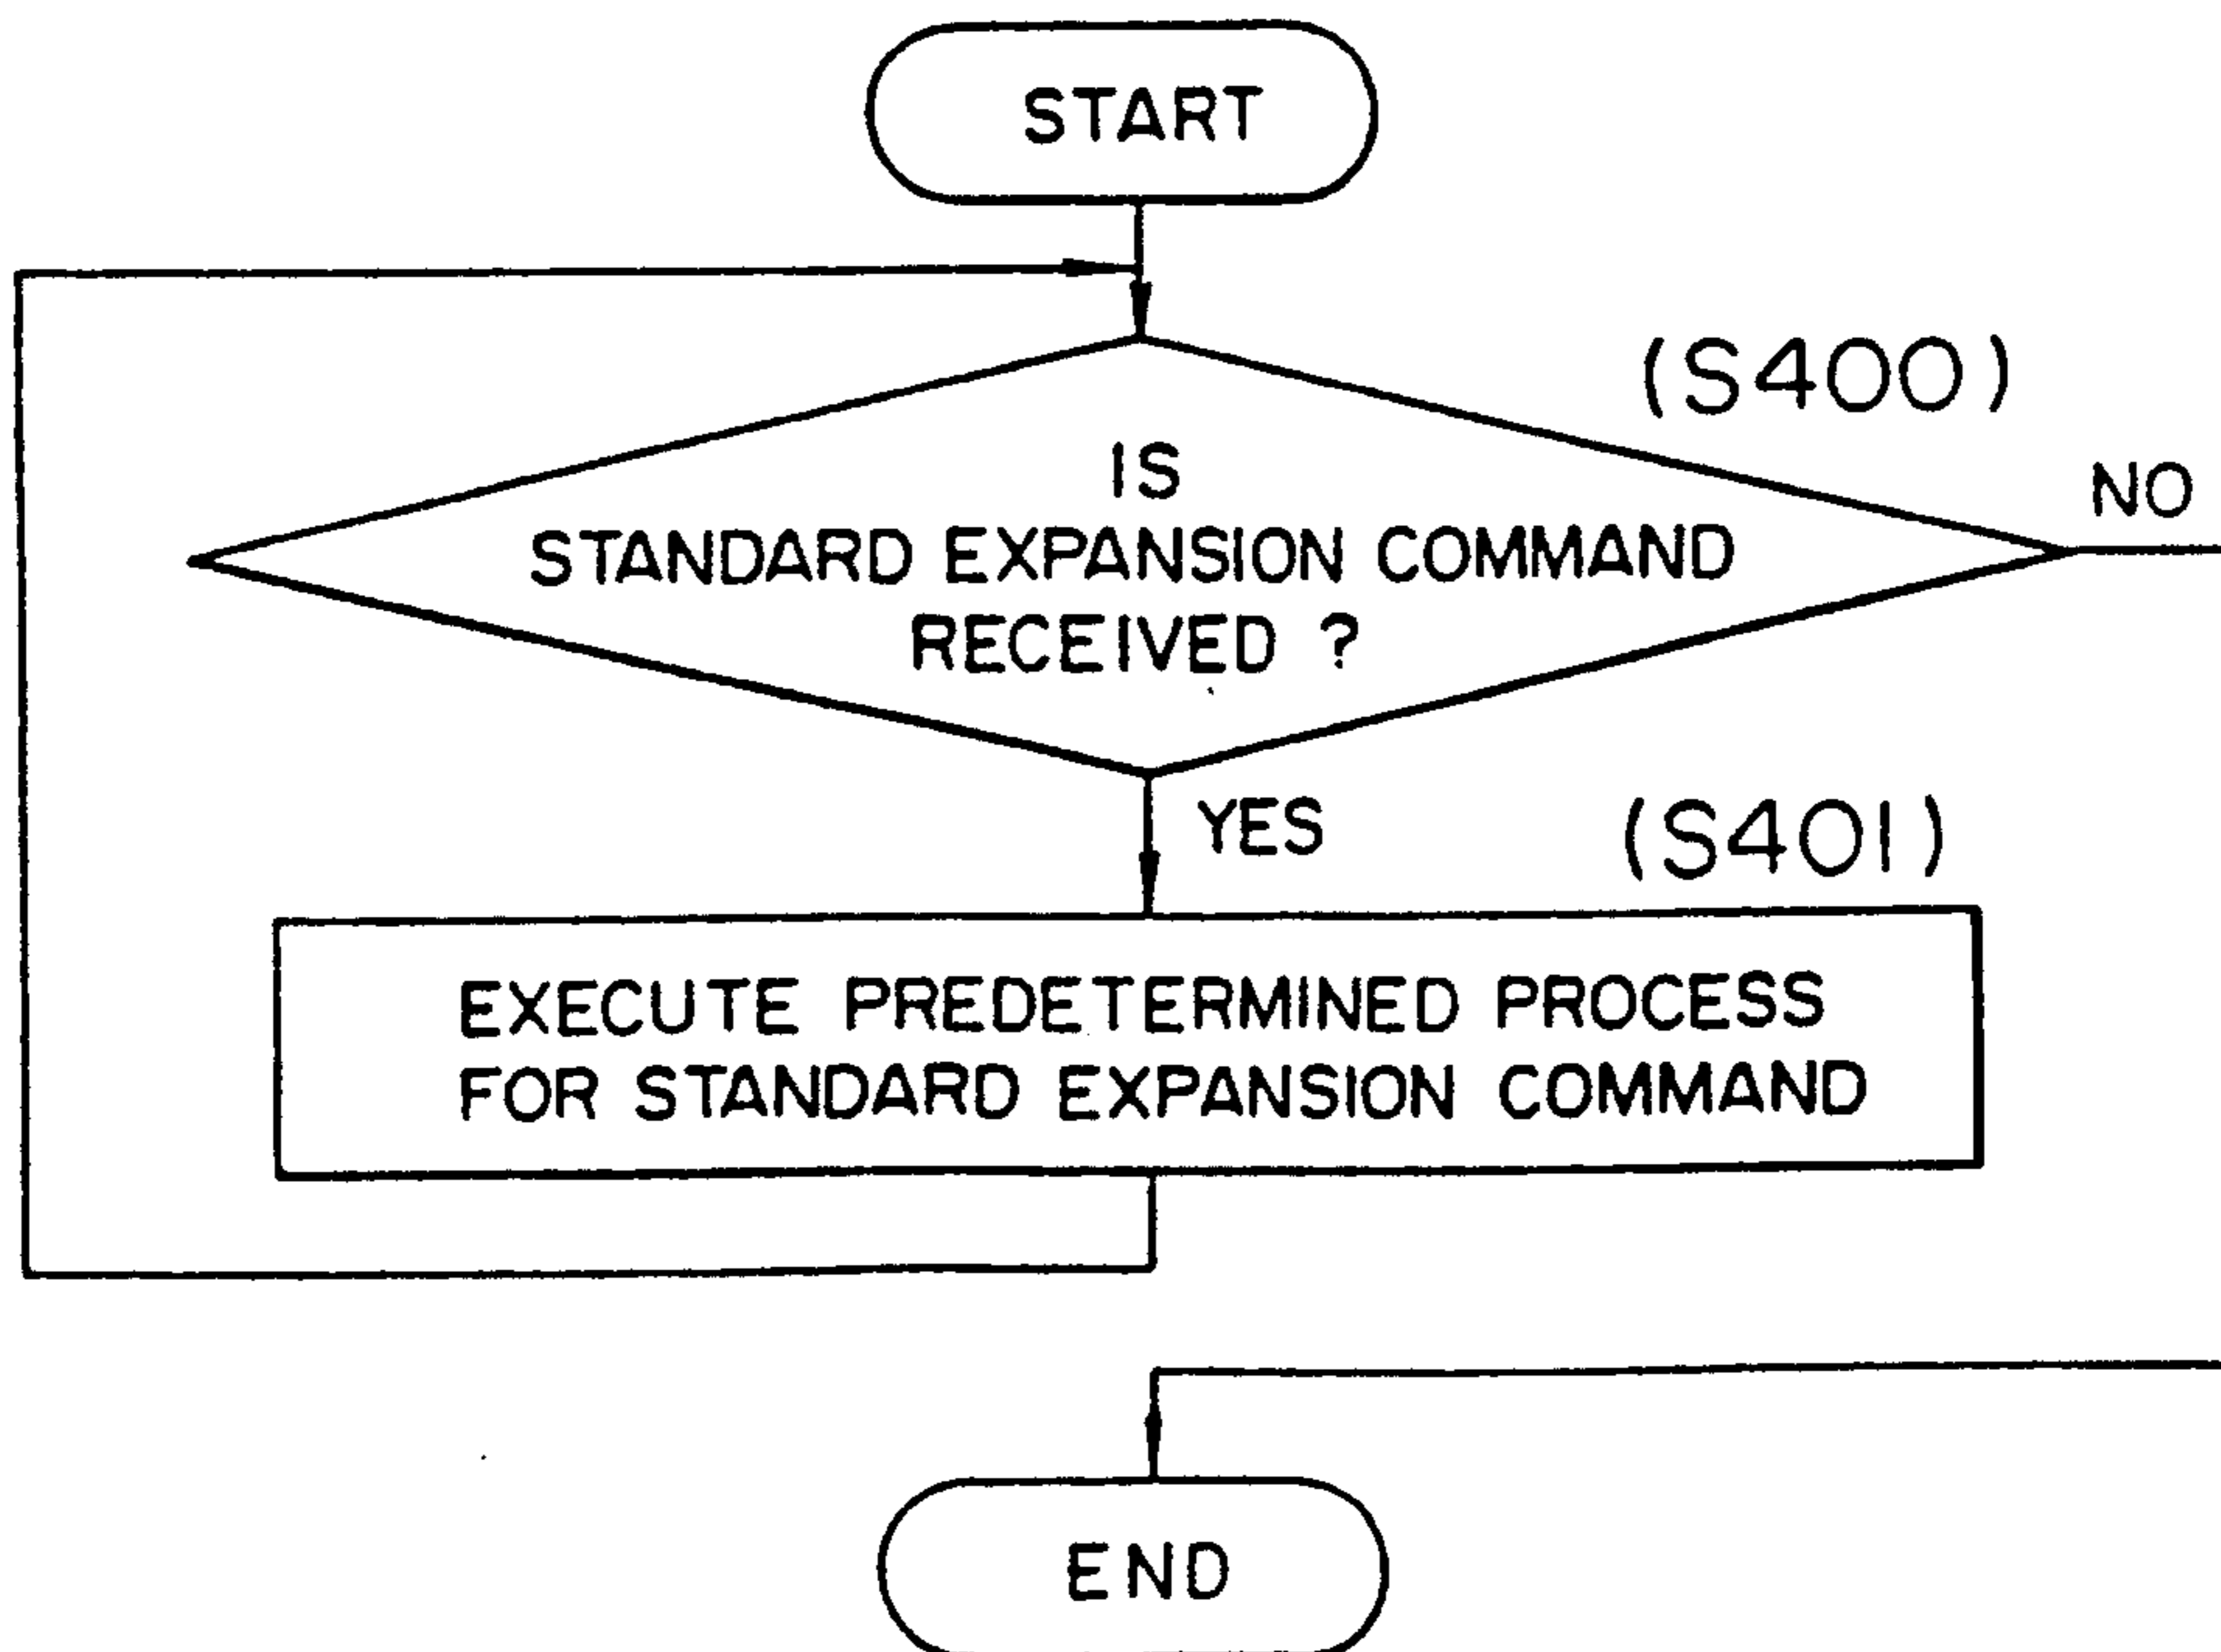 START
(S400)
IS
STANDARD EXPANSION COMMAND
RECEIVED ?
NO
YES
(S401)
EXECUTE PREDETERMINED PROCESS
FOR STANDARD EXPANSION COMMAND
END